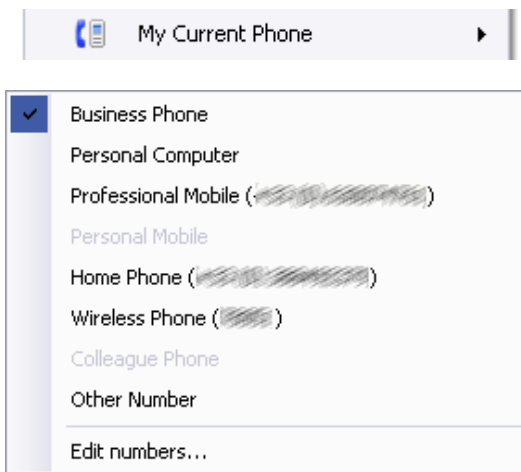 My Current Phone
Business Phone
Personal Computer
Professional Mobile ( )
Personal Mobile
Home Phone ( )
Wireless Phone ( )
Colleague Phone
Other Number
Edit numbers...